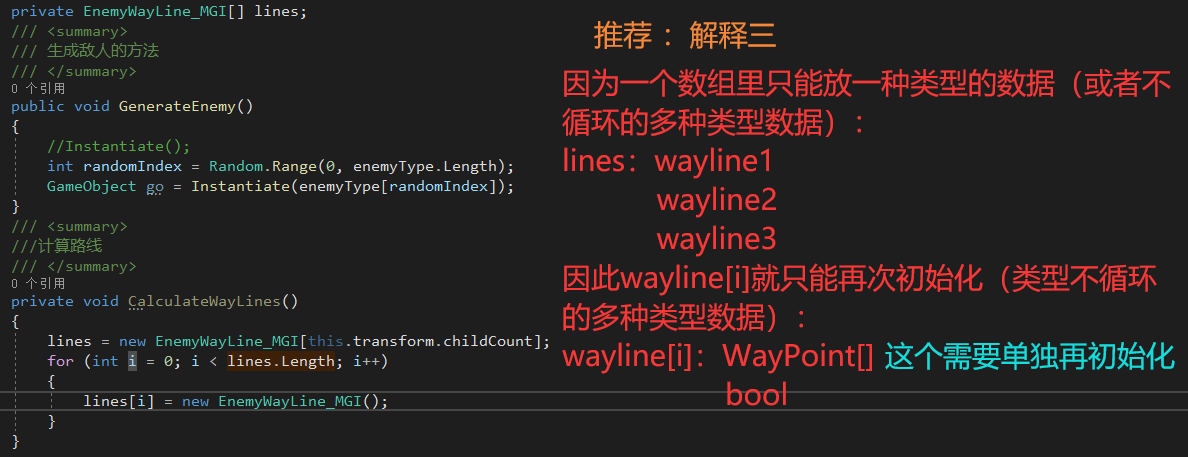 private EnemyWayLine_MGI[] lines;
/// <summary>
/// 生成敌人的方法
/// </summary>
0 个引用
public void GenerateEnemy()
{
//Instantiate();
int randomIndex = Random.Range(0, enemyType.Length);
GameObject go = Instantiate(enemyType[randomIndex]);
}
/// <summary>
///计算路线
/// </summary>
0 个引用
private void CalculateWayLines()
{
lines = new EnemyWayLine_MGI[this.transform.childCount];
for (int i = 0; i < lines.Length; i++)
{
lines[i] = new EnemyWayLine_MGI();
}
}
推荐 ：解释三
因为一个数组里只能放一种类型的数据（或者不
循环的多种类型数据）：
lines：wayline1
wayline2
wayline3
因此wayline[i]就只能再次初始化（类型不循环
的多种类型数据）：
wayline[i]：WayPoint[] 这个需要单独再初始化
bool